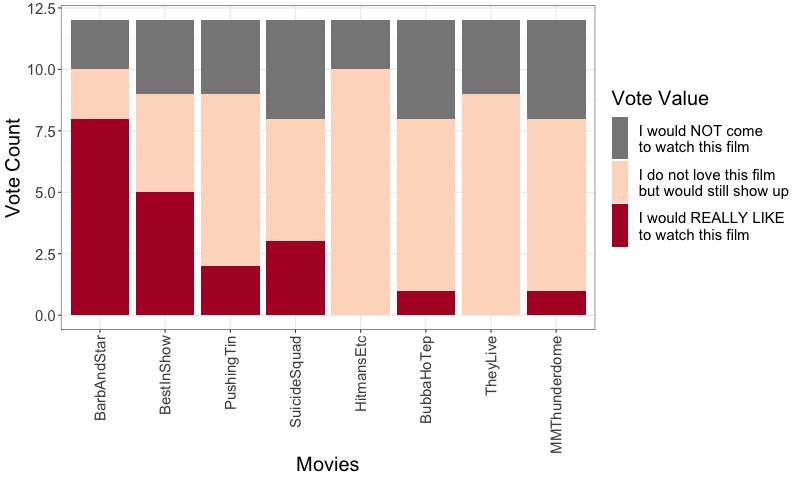 12.5
10.0
7.5
5.0
2.5
0.0
Vote Count
BarbAndStar
BestInShow
PushingTin
SuicideSquad
HitmansEtc
BubbaHoTep
TheyLive
MMThunderdome
Movies
Vote Value
I would NOT come
to watch this film
I do not love this film
but would still show up
I would REALLY LIKE
to watch this film